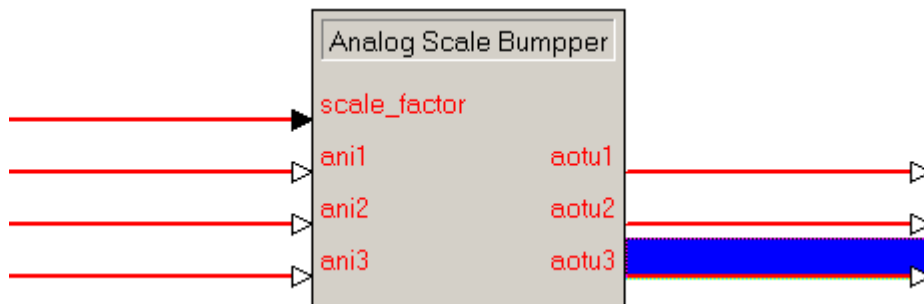 Analog Scale Bumpper
scale_factor
ani1 aotu1
ani2 aotu2
ani3 aotu3